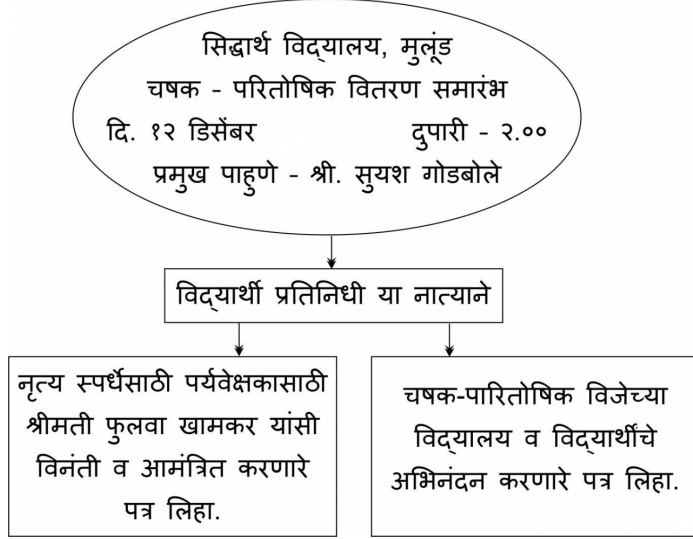 सिद्धार्थ विद्‌यालय, मुलूंड
चषक - परितोषिक वितरण समारंभ
दि. १२ डिसेंबर दुपारी - २.००
प्रमुख पाहुणे - श्री. सुयश गोडबोले
विद्‌यार्थी प्रतिनिधी या नात्याने
नृत्य स्पर्धेसाठी पर्यवेक्षकासाठी
श्रीमती फुलवा खामकर यांसी
विनंती व आमंत्रित करणारे
पत्र लिहा.
चषक-पारितोषिक विजेच्या
विद्‌यालय व विद्‌यार्थींचे
अभिनंदन करणारे पत्र लिहा.